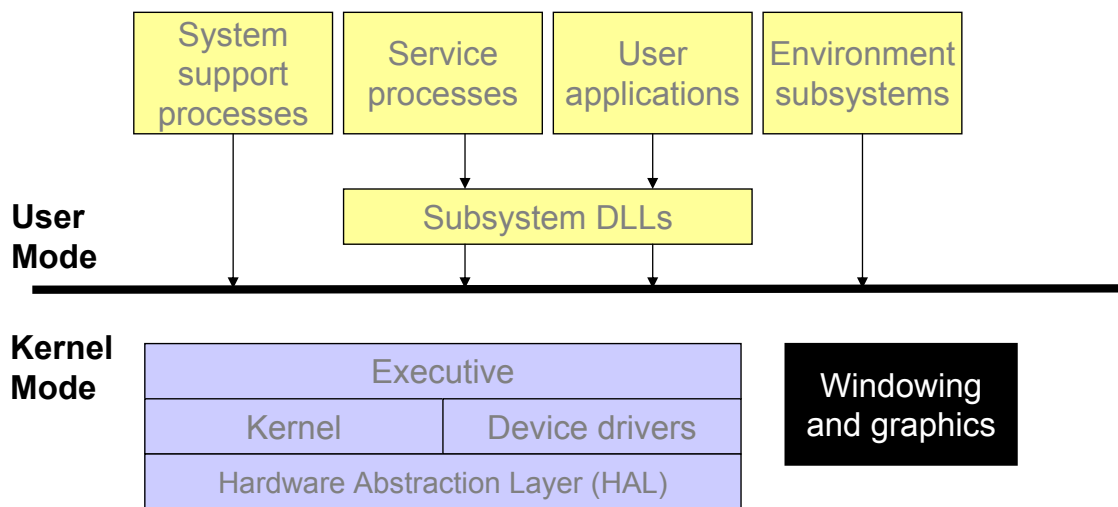 System
support
processes
Service
processes
User
applications
Environment
subsystems
Subsystem DLLs
User
Mode
Kernel
Mode
Executive
Kernel
Device drivers
Hardware Abstraction Layer (HAL)
Windowing
and graphics